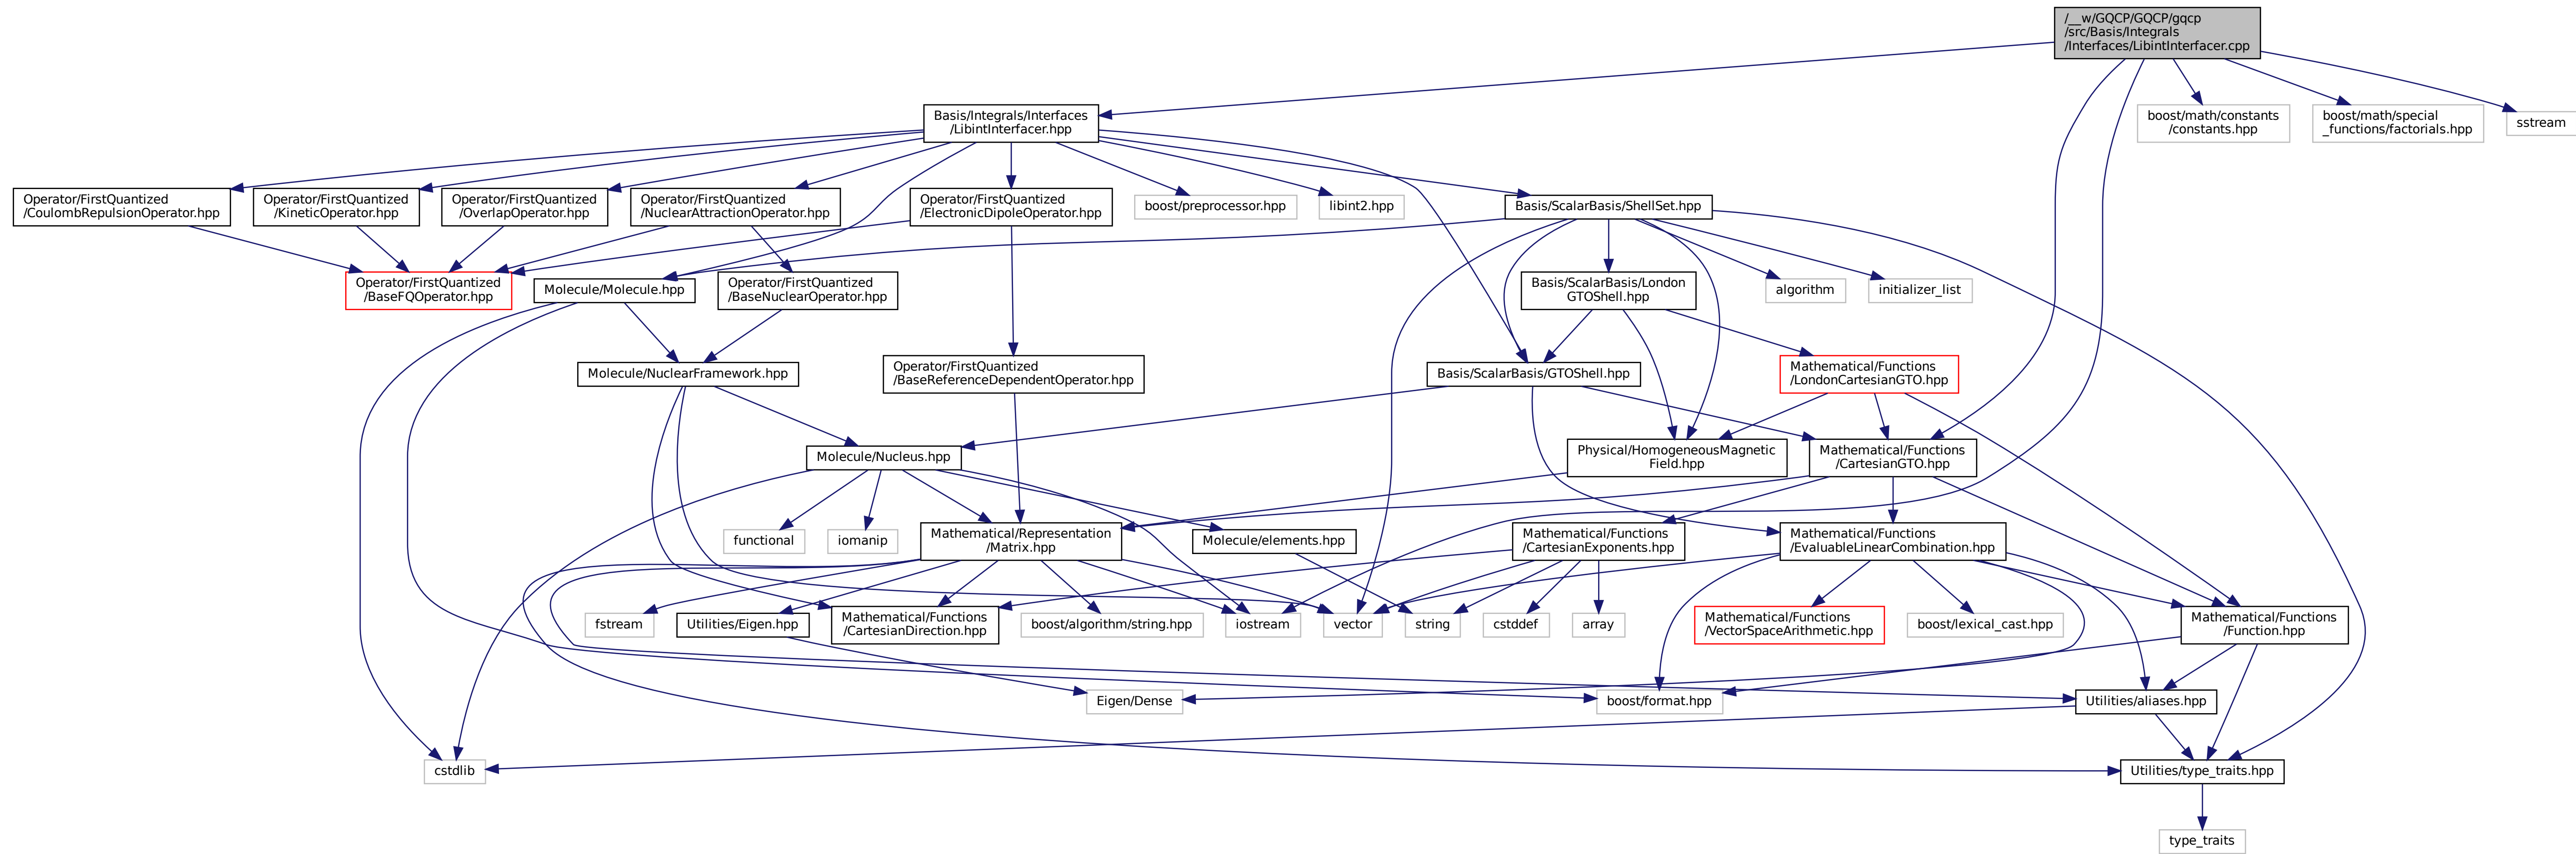 /__w/GQCP/GQCP/gqcp
/src/Basis/Integrals
/Interfaces/LibintInterfacer.cpp
Basis/Integrals/Interfaces
/LibintInterfacer.hpp
boost/math/constants
/constants.hpp
boost/math/special
_functions/factorials.hpp
sstream
Operator/FirstQuantized
/CoulombRepulsionOperator.hpp
Operator/FirstQuantized
/KineticOperator.hpp
Operator/FirstQuantized
/OverlapOperator.hpp
Operator/FirstQuantized
/NuclearAttractionOperator.hpp
Operator/FirstQuantized
/ElectronicDipoleOperator.hpp
boost/preprocessor.hpp
libint2.hpp
Basis/ScalarBasis/ShellSet.hpp
Operator/FirstQuantized
/BaseFQOperator.hpp
Molecule/Molecule.hpp
Operator/FirstQuantized
/BaseNuclearOperator.hpp
Basis/ScalarBasis/London
GTOShell.hpp
algorithm
initializer_list
Molecule/NuclearFramework.hpp
Operator/FirstQuantized
/BaseReferenceDependentOperator.hpp
Basis/ScalarBasis/GTOShell.hpp
Mathematical/Functions
/LondonCartesianGTO.hpp
Molecule/Nucleus.hpp
Physical/HomogeneousMagnetic
Field.hpp
Mathematical/Functions
/CartesianGTO.hpp
functional
iomanip
Mathematical/Representation
/Matrix.hpp
Molecule/elements.hpp
Mathematical/Functions
/CartesianExponents.hpp
Mathematical/Functions
/EvaluableLinearCombination.hpp
fstream
Utilities/Eigen.hpp
Mathematical/Functions
/CartesianDirection.hpp
boost/algorithm/string.hpp
iostream
vector
string
cstddef
array
Mathematical/Functions
/VectorSpaceArithmetic.hpp
boost/lexical_cast.hpp
Mathematical/Functions
/Function.hpp
Eigen/Dense
boost/format.hpp
Utilities/aliases.hpp
cstdlib
Utilities/type_traits.hpp
type_traits